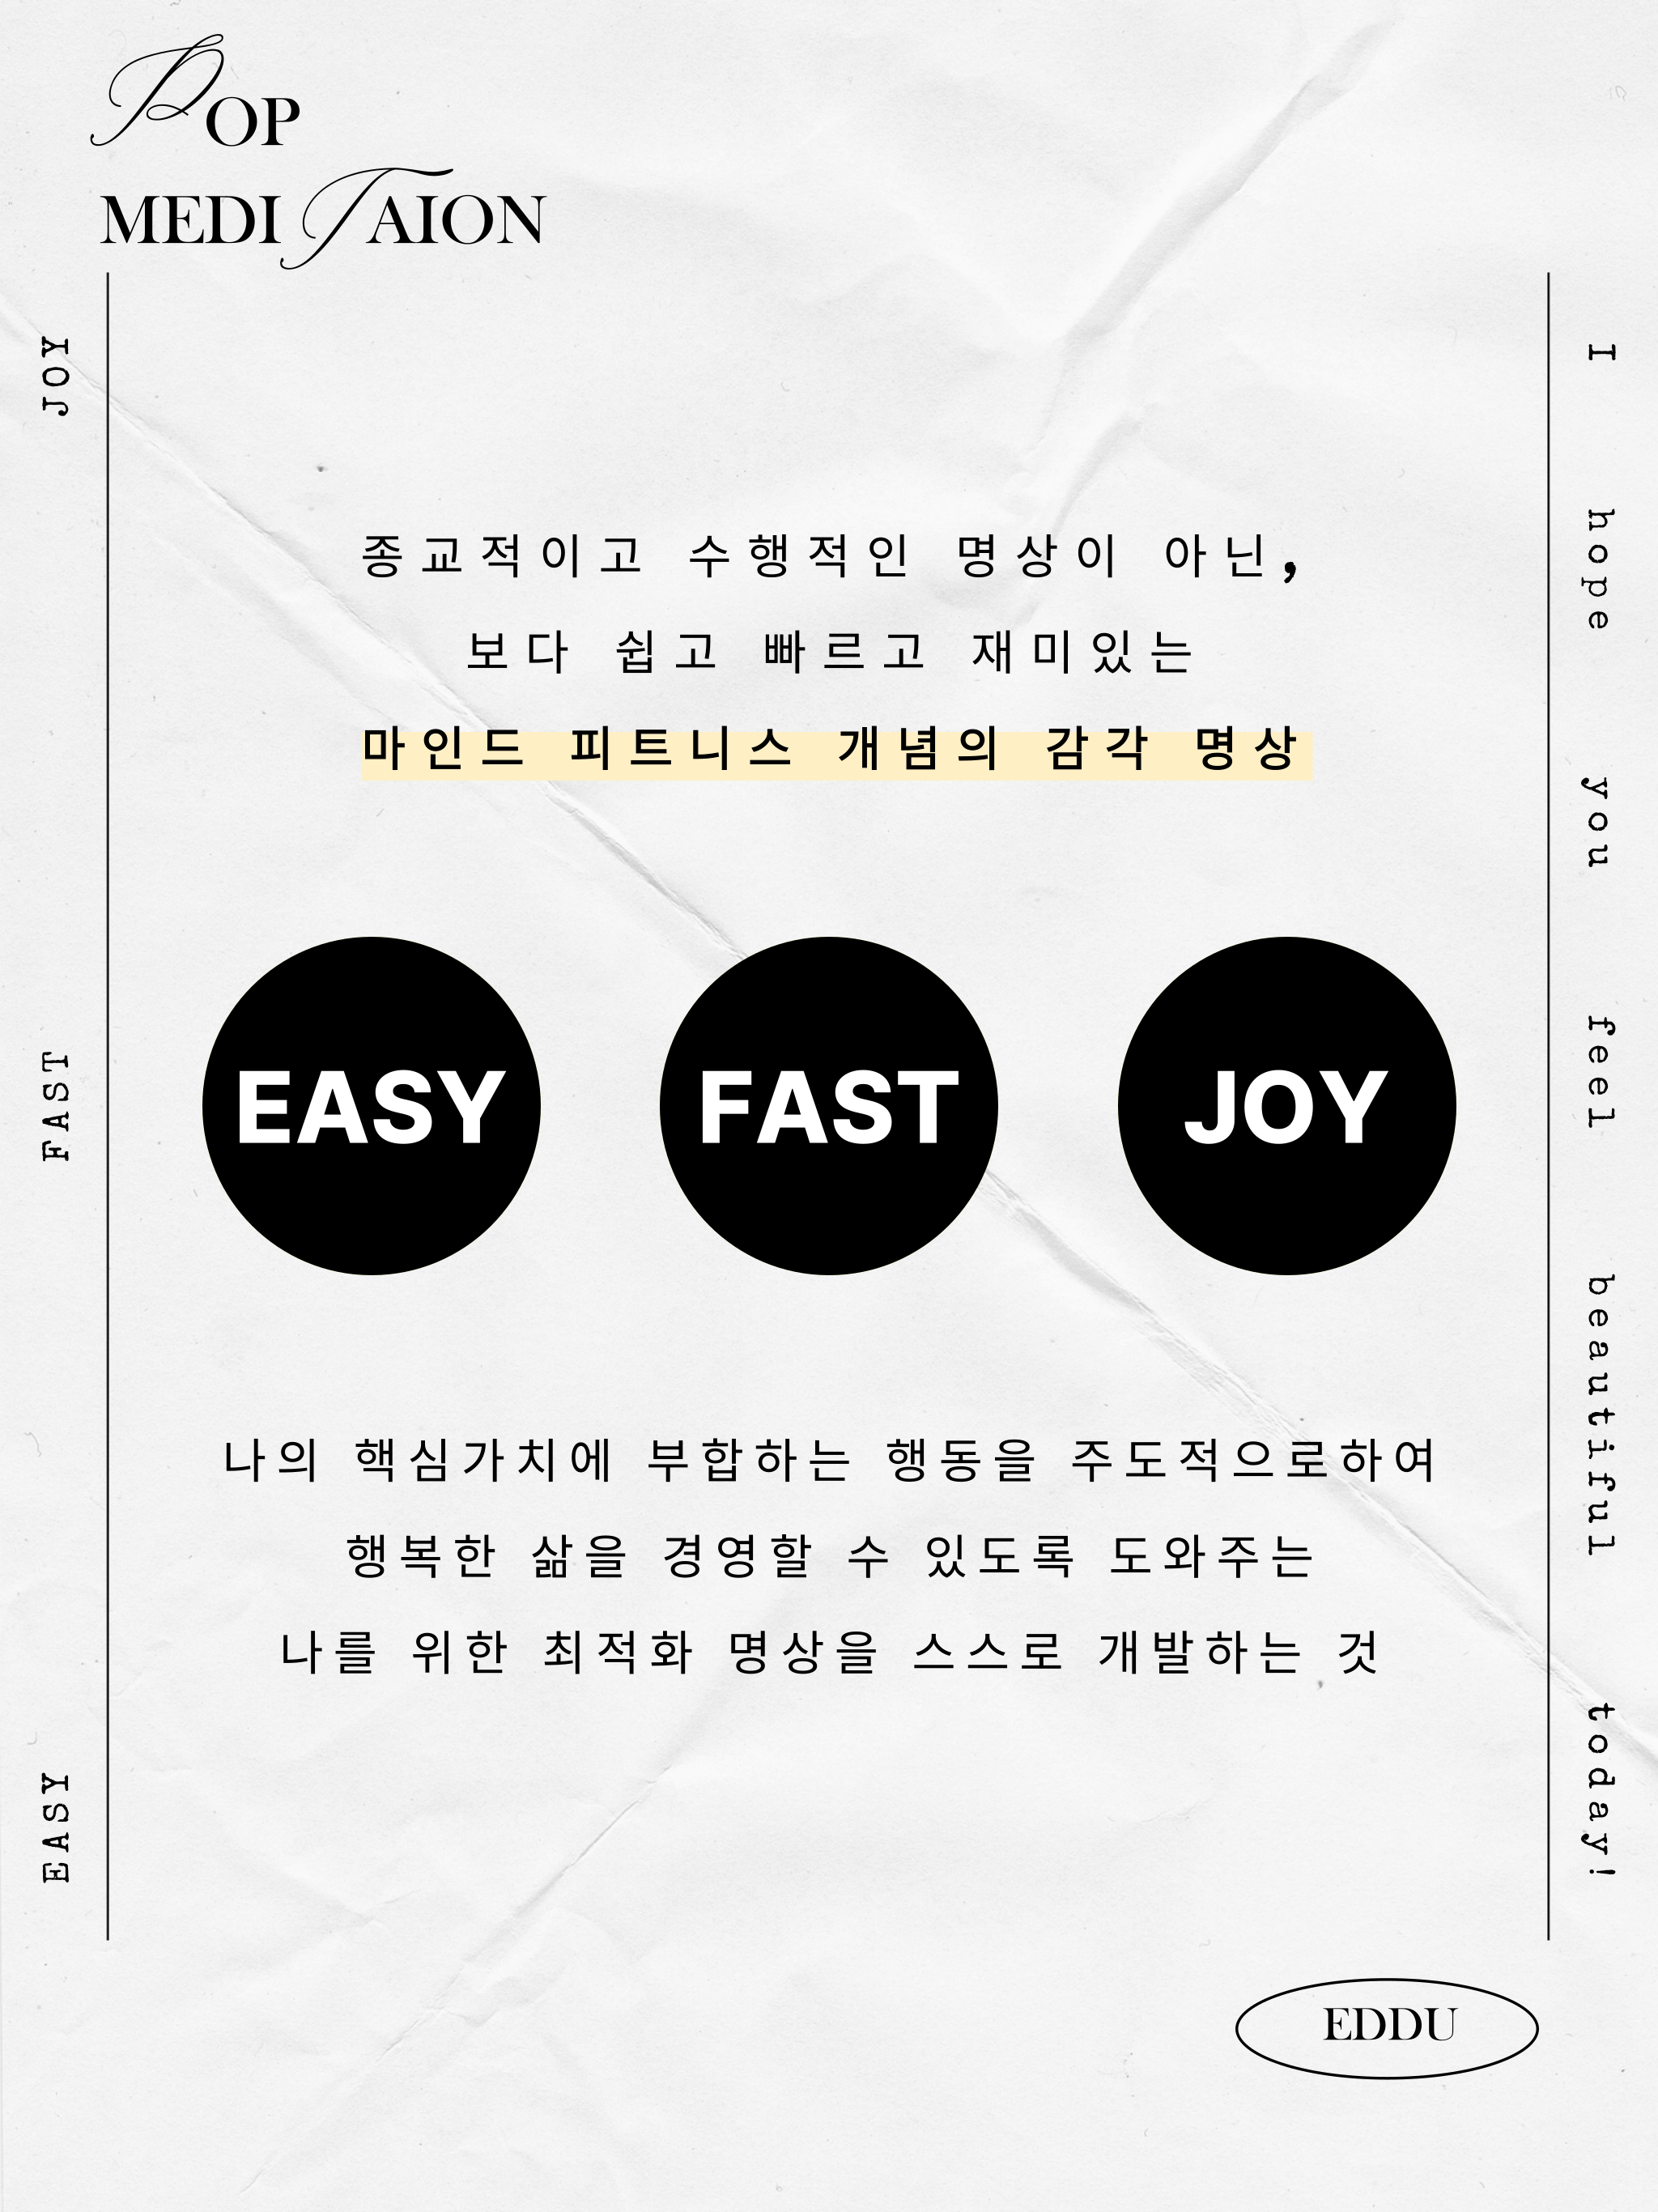 POP
MEDITAION
JOY
FAST
EASY
종교적이고 수행적인 명상이 아닌,
보다 쉽고 빠르고 재미있는
마인드 피트니스 개념의 감각 명상
EASY
FAST
JOY
나의 핵심가치에 부합하는 행동을 주도적으로하여
행복한 삶을 경영할 수 있도록 도와주는
나를 위한 최적화 명상을 스스로 개발하는 것
I hope you feel beautiful today!
EDDU